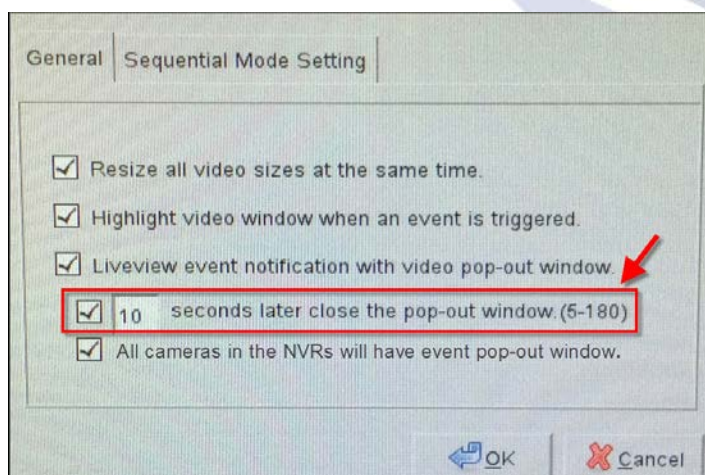 General Sequential Mode Setting
Resize all video sizes at the same time.
Highlight video window when an event is triggered.
Liveview event notification with video pop-out window.
10 seconds later close the pop-out window.(5-180)
All cameras in the NVRs will have event pop-out window.
OK Cancel